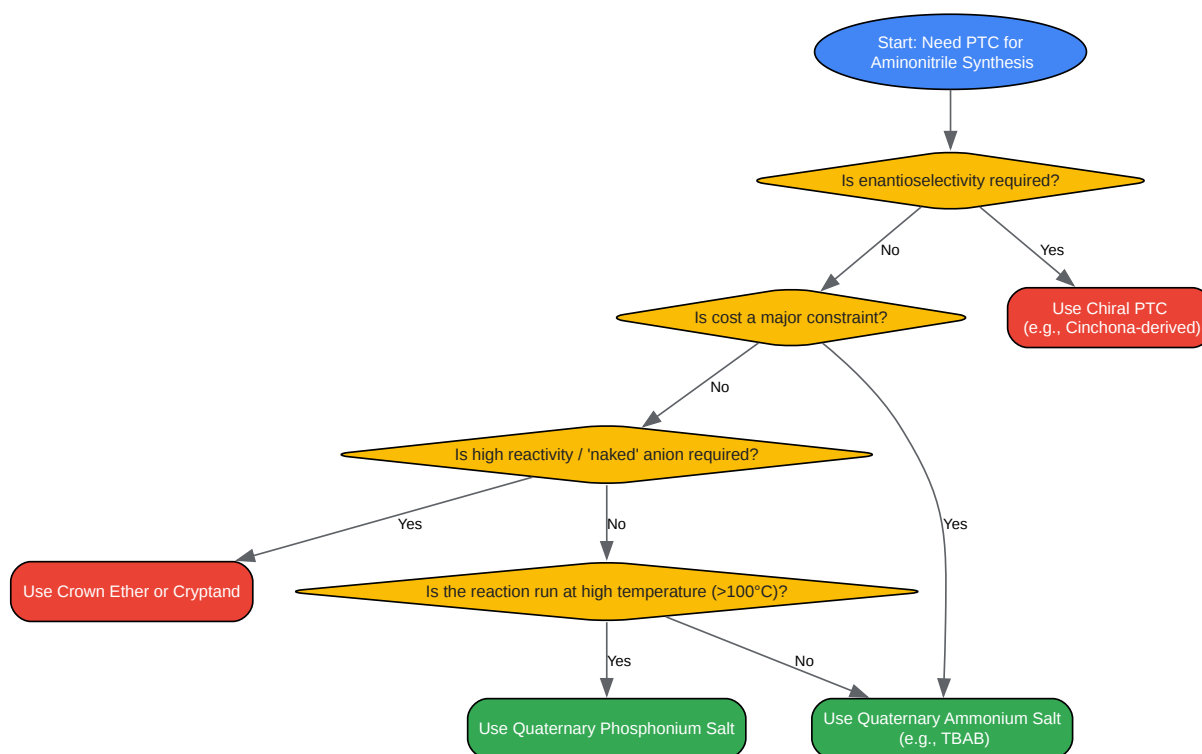 Start: Need PTC for
Aminonitrile Synthesis
Is enantioselectivity required?
No
Yes
Is cost a major constraint?
Use Chiral PTC
(e.g., Cinchona-derived)
No
Is high reactivity / 'naked' anion required?
Yes
No
Yes
Use Crown Ether or Cryptand
Is the reaction run at high temperature (>100°C)?
Yes
No
Use Quaternary Phosphonium Salt
Use Quaternary Ammonium Salt
(e.g., TBAB)